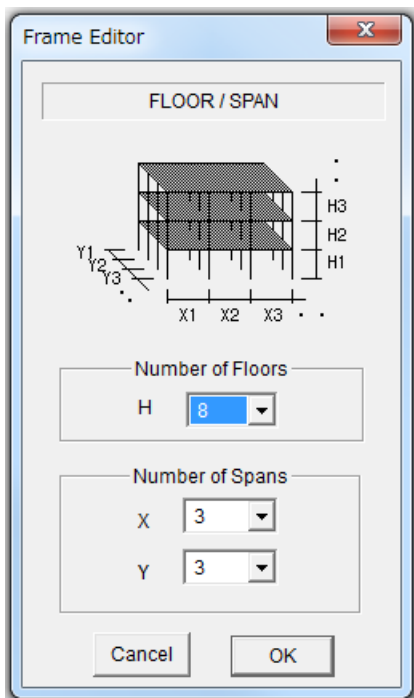 Frame Editor
x
FLOOR / SPAN
H3
H2
H1
Y1
Y2
Y3
X1 X2 X3
Number of Floors
H 8
Number of Spans
X 3
Y 3
Cancel OK